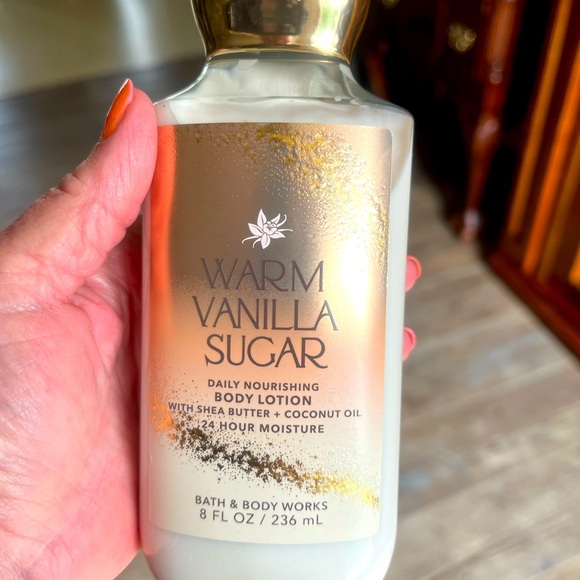 WARM
VANILLA
SUGAR
DAILY NOURISHING
BODY LOTION
WITH SHEA BUTTER + COCONUT OIL
24 HOUR MOISTURE
BATH & BODY WORKS
8 FL OZ / 236 mL